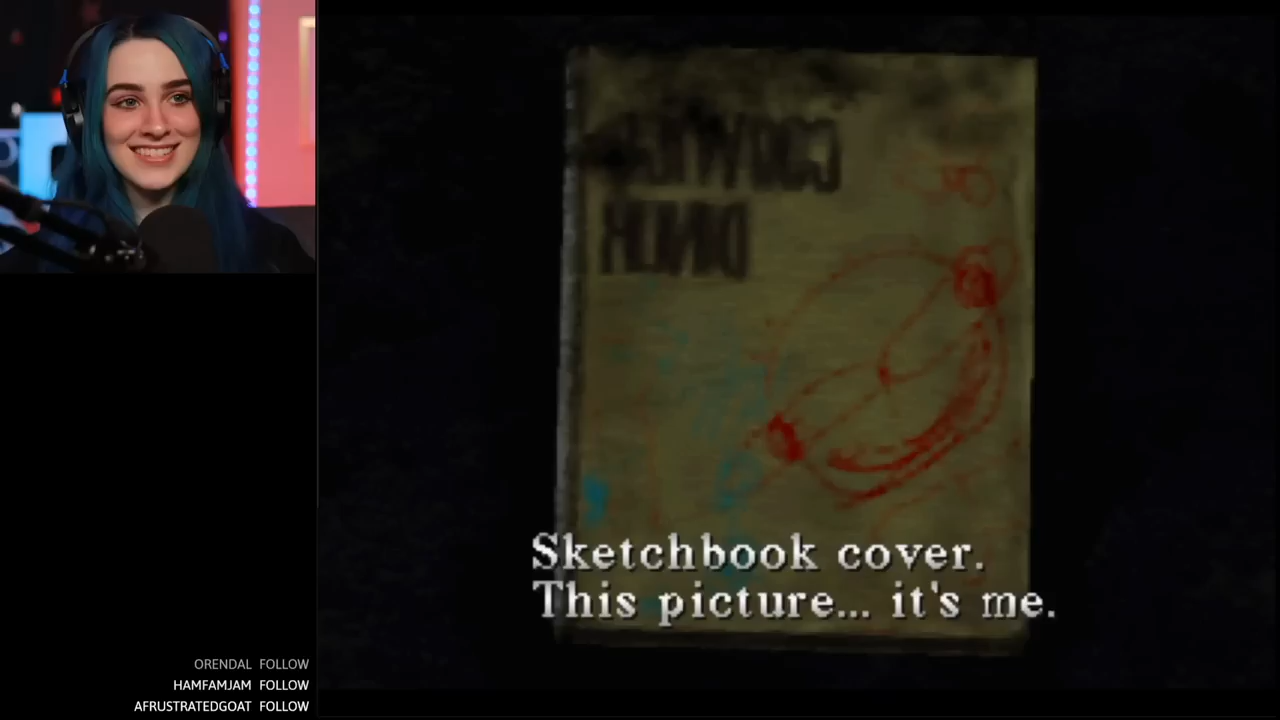 Sketchbook cover.
This picture... it's me.
ORENDAL FOLLOW
HAMFAMJAM FOLLOW
AFRUSTRATEDGOAT FOLLOW